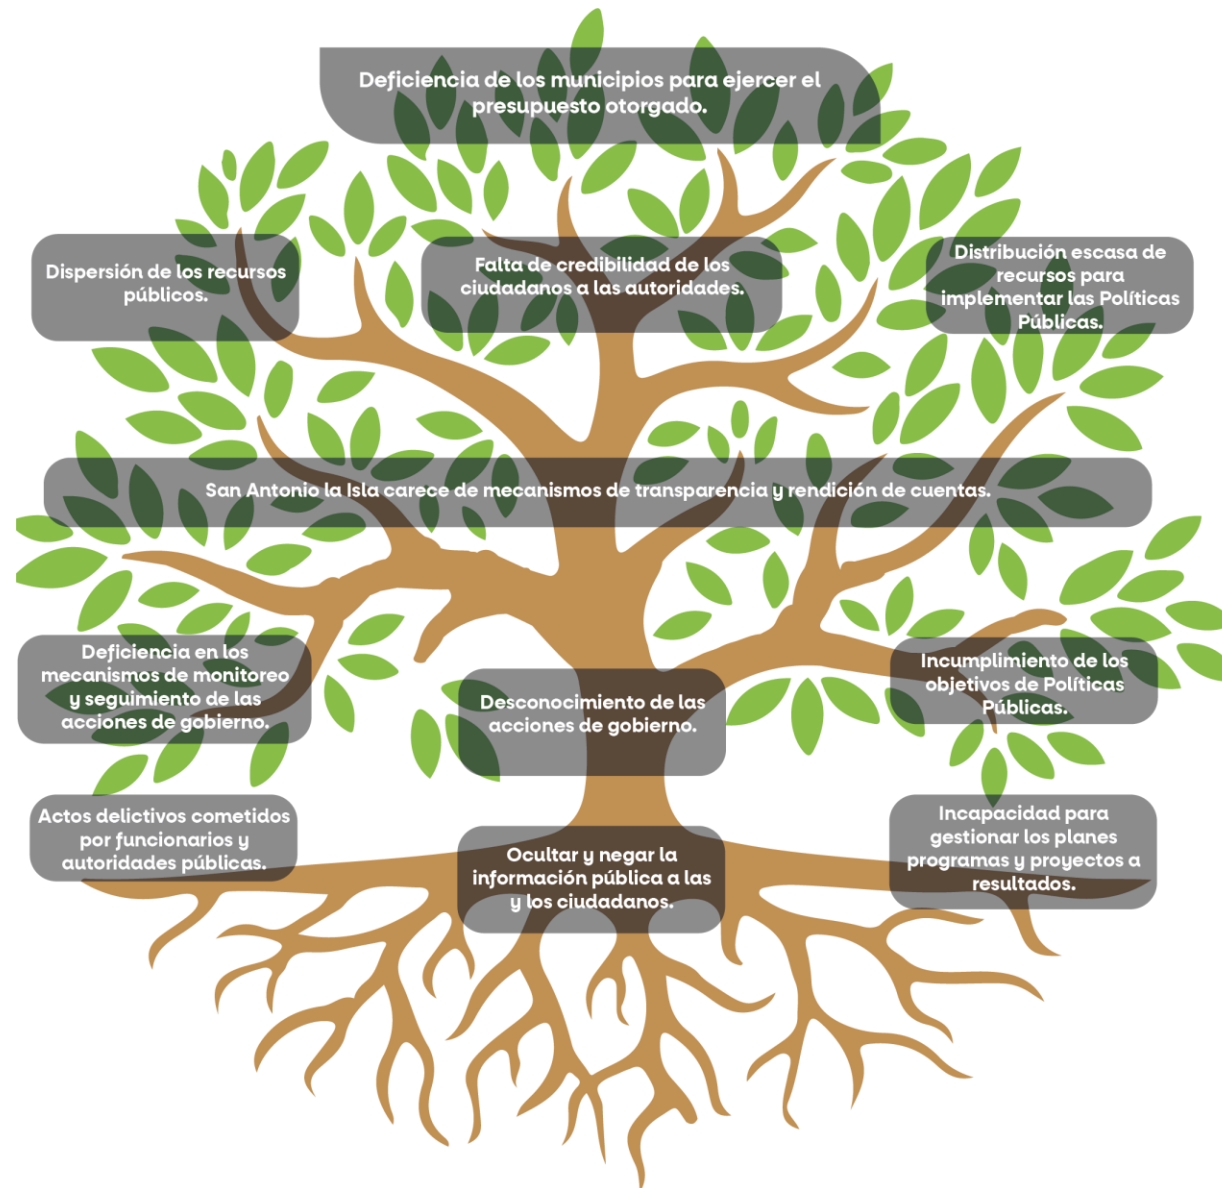 Deficiencia de los municipios para ejercer el
presupuesto otorgado.
Dispersión de los recursos
públicos.
Falta de credibilidad de los
ciudadanos a las autoridades.
Distribución escasa de
recursos para
implementar las Políticas
Públicas.
San Antonio la Isla carece de mecanismos de transparencia y rendición de cuentas.
Deficiencia en los
mecanismos de monitoreo
y seguimiento de las
acciones de gobierno.
Desconocimiento de las
acciones de gobierno.
Incumplimiento de los
objetivos de Políticas
Públicas.
Actos delictivos cometidos
por funcionarios y
autoridades públicas.
Ocultar y negar la
información pública a las
y los ciudadanos.
Incapacidad para
gestionar los planes
programas y proyectos a
resultados.